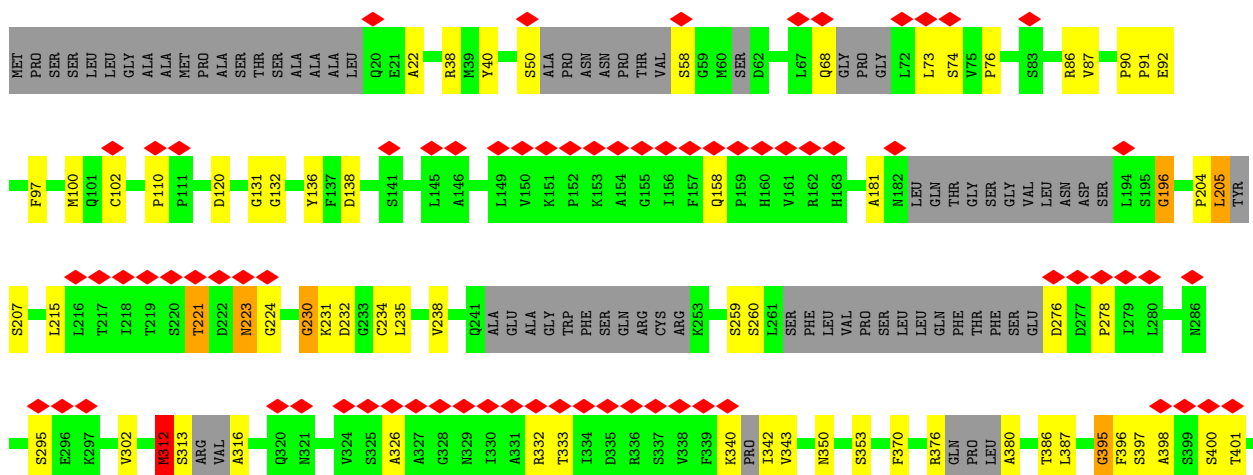 MET PRO SER SER LEU LEU GLY ALA ALA MET PRO ALA SER THR SER ALA ALA ALA LEU Q20 E21 A22 R38 M39 Y40 S50 ALA PRO ASN ASN PRO THR VAL S58 G59 M60 SER D62 L67 Q68 GLY PRO GLY L72 L73 S74 V75 P76 S83 R86 V87 P90 P91 E92
F97 M100 Q101 C102 P110 P111 D120 G131 G132 Y136 F137 D138 S141 L145 A146 L149 V150 K151 P152 K153 A154 G155 I156 F157 Q158 P159 H160 V161 R162 H163 A181 N182 LEU GLN THR GLY SER GLY VAL LEU ASN ASP SER L194 S195 G196 P204 L205 TYR
S207 L215 L216 T217 I218 T219 S220 T221 D222 N223 G224 G230 K231 D232 G233 C234 L235 V238 Q241 ALA GLU ALA GLY TRP PHE SER GLN ARG CYS ARG K253 S259 S260 L261 SER PHE LEU VAL PRO SER LEU LEU GLN PHE THR PHE SER GLU D276 D277 P278 I279 L280 N286
S295 E296 K297 V302 M312 S313 ARG VAL A316 Q320 N321 V324 S325 A326 A327 G328 N329 I330 A331 R332 T333 I334 D335 R336 S337 V338 F339 K340 PRO I342 V343 N350 S353 F370 R376 GLN PRO LEU A380 T386 L387 G395 F396 S397 A398 S399 S400 T401